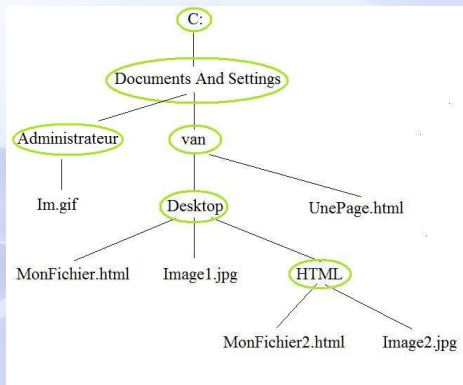 C:
Documents And Settings
Administrateur
van
Im.gif
Desktop
UnePage.html
MonFichier.html
Image1.jpg
HTML
MonFichier2.html
Image2.jpg